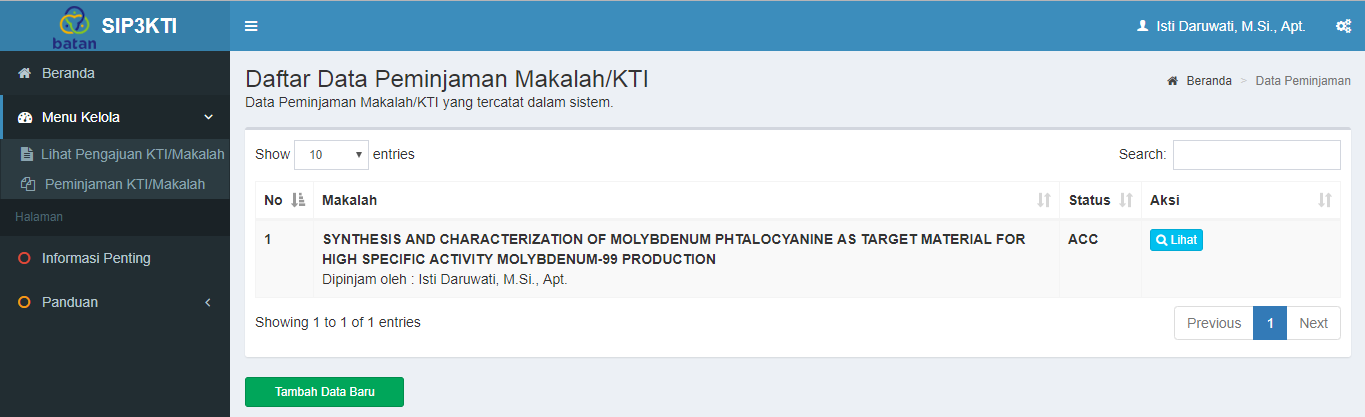 batan SIP3KTI
Isti Daruwati, M.Si., Apt.
Beranda
Menu Kelola
Lihat Pengajuan KTI/Makalah
Peminjaman KTI/Makalah
Halaman
Informasi Penting
Panduan
Daftar Data Peminjaman Makalah/KTI
Data Peminjaman Makalah/KTI yang tercatat dalam sistem.
Beranda > Data Peminjaman
Show 10 entries
Search:
No Makalah Status Aksi
1 SYNTHESIS AND CHARACTERIZATION OF MOLYBDENUM PHTALOCYANINE AS TARGET MATERIAL FOR ACC Lihat
HIGH SPECIFIC ACTIVITY MOLYBDENUM-99 PRODUCTION
Dipinjam oleh : Isti Daruwati, M.Si., Apt.
Showing 1 to 1 of 1 entries
Previous 1 Next
Tambah Data Baru